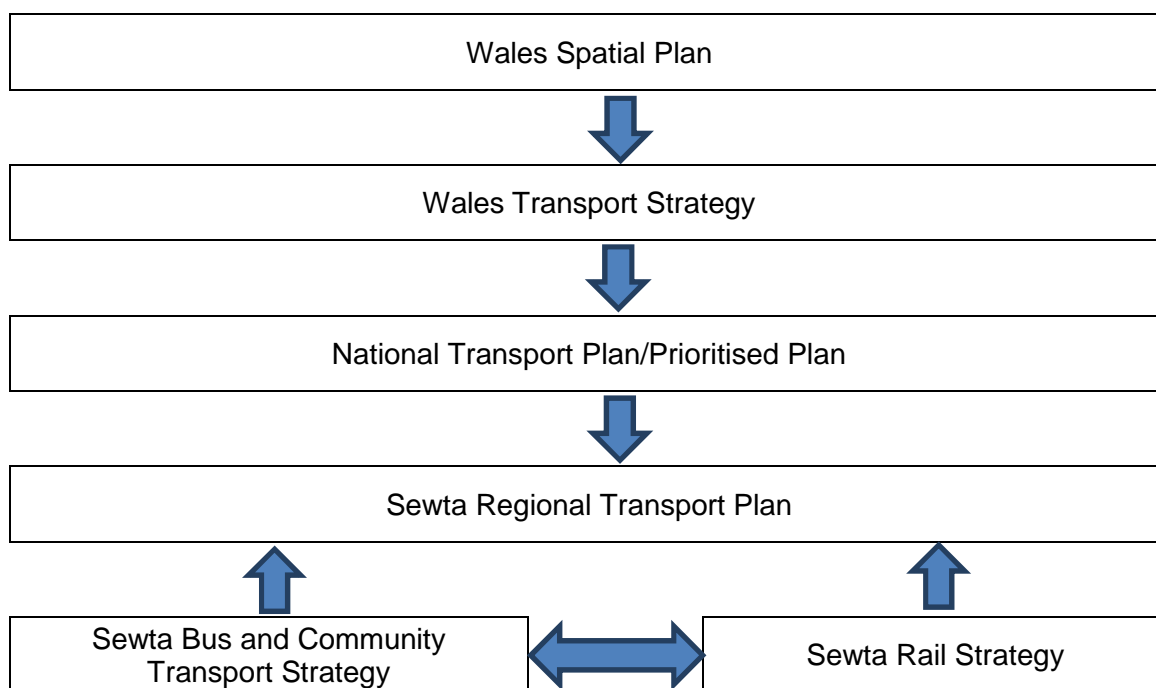 Wales Spatial Plan
Wales Transport Strategy
National Transport Plan/Prioritised Plan
Sewta Regional Transport Plan
Sewta Bus and Community
Transport Strategy
Sewta Rail Strategy